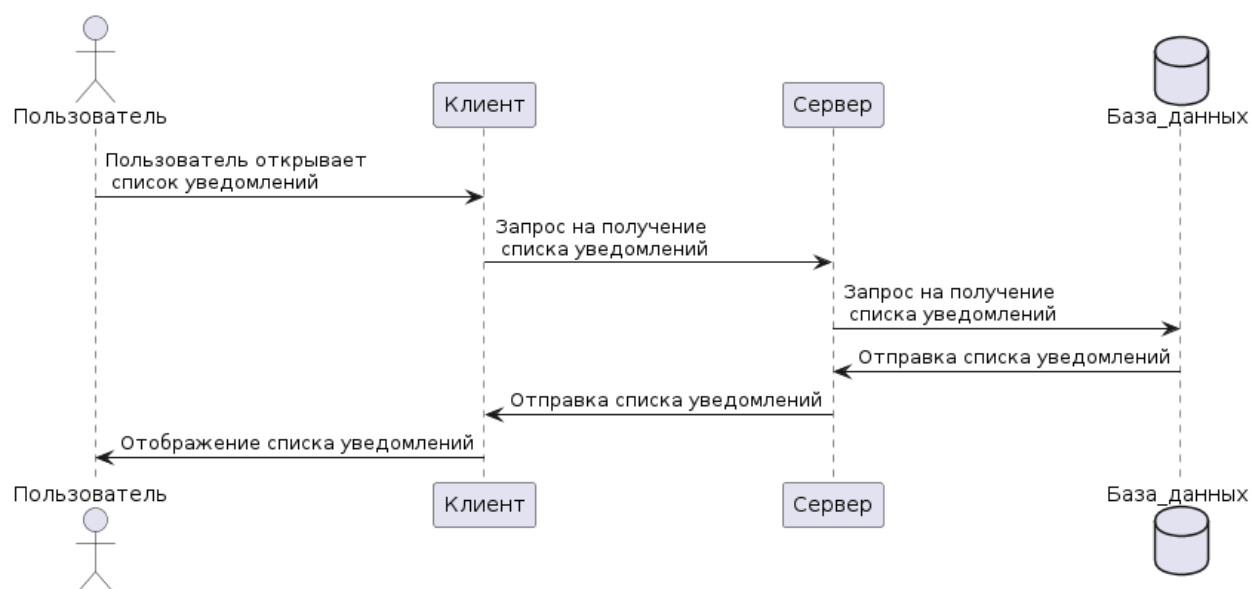 Пользователь
Клиент
Сервер
База_данных
Пользователь открывает
список уведомлений
Запрос на получение
списка уведомлений
Запрос на получение
списка уведомлений
Отправка списка уведомлений
Отправка списка уведомлений
Отображение списка уведомлений
Пользователь
Клиент
Сервер
База_данных